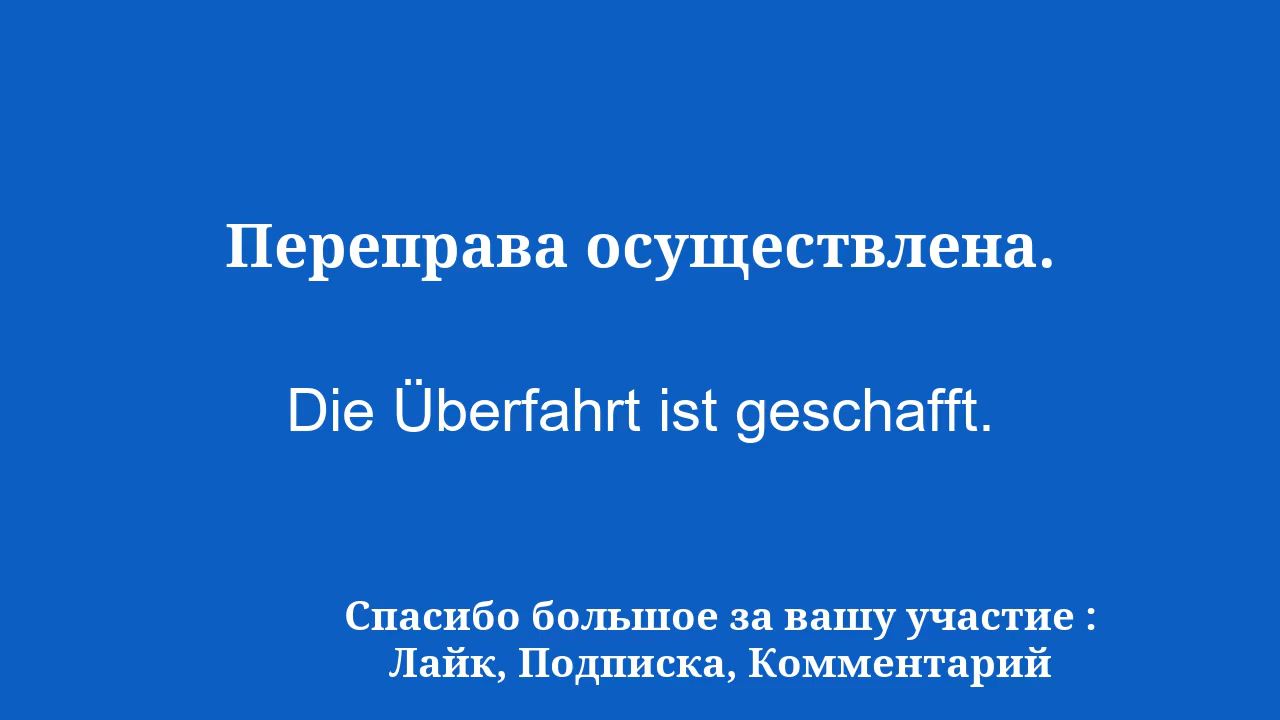 Переправа осуществлена.
Die Überfahrt ist geschafft.
Спасибо большое за вашу участие :
Лайк, Подписка, Комментарий